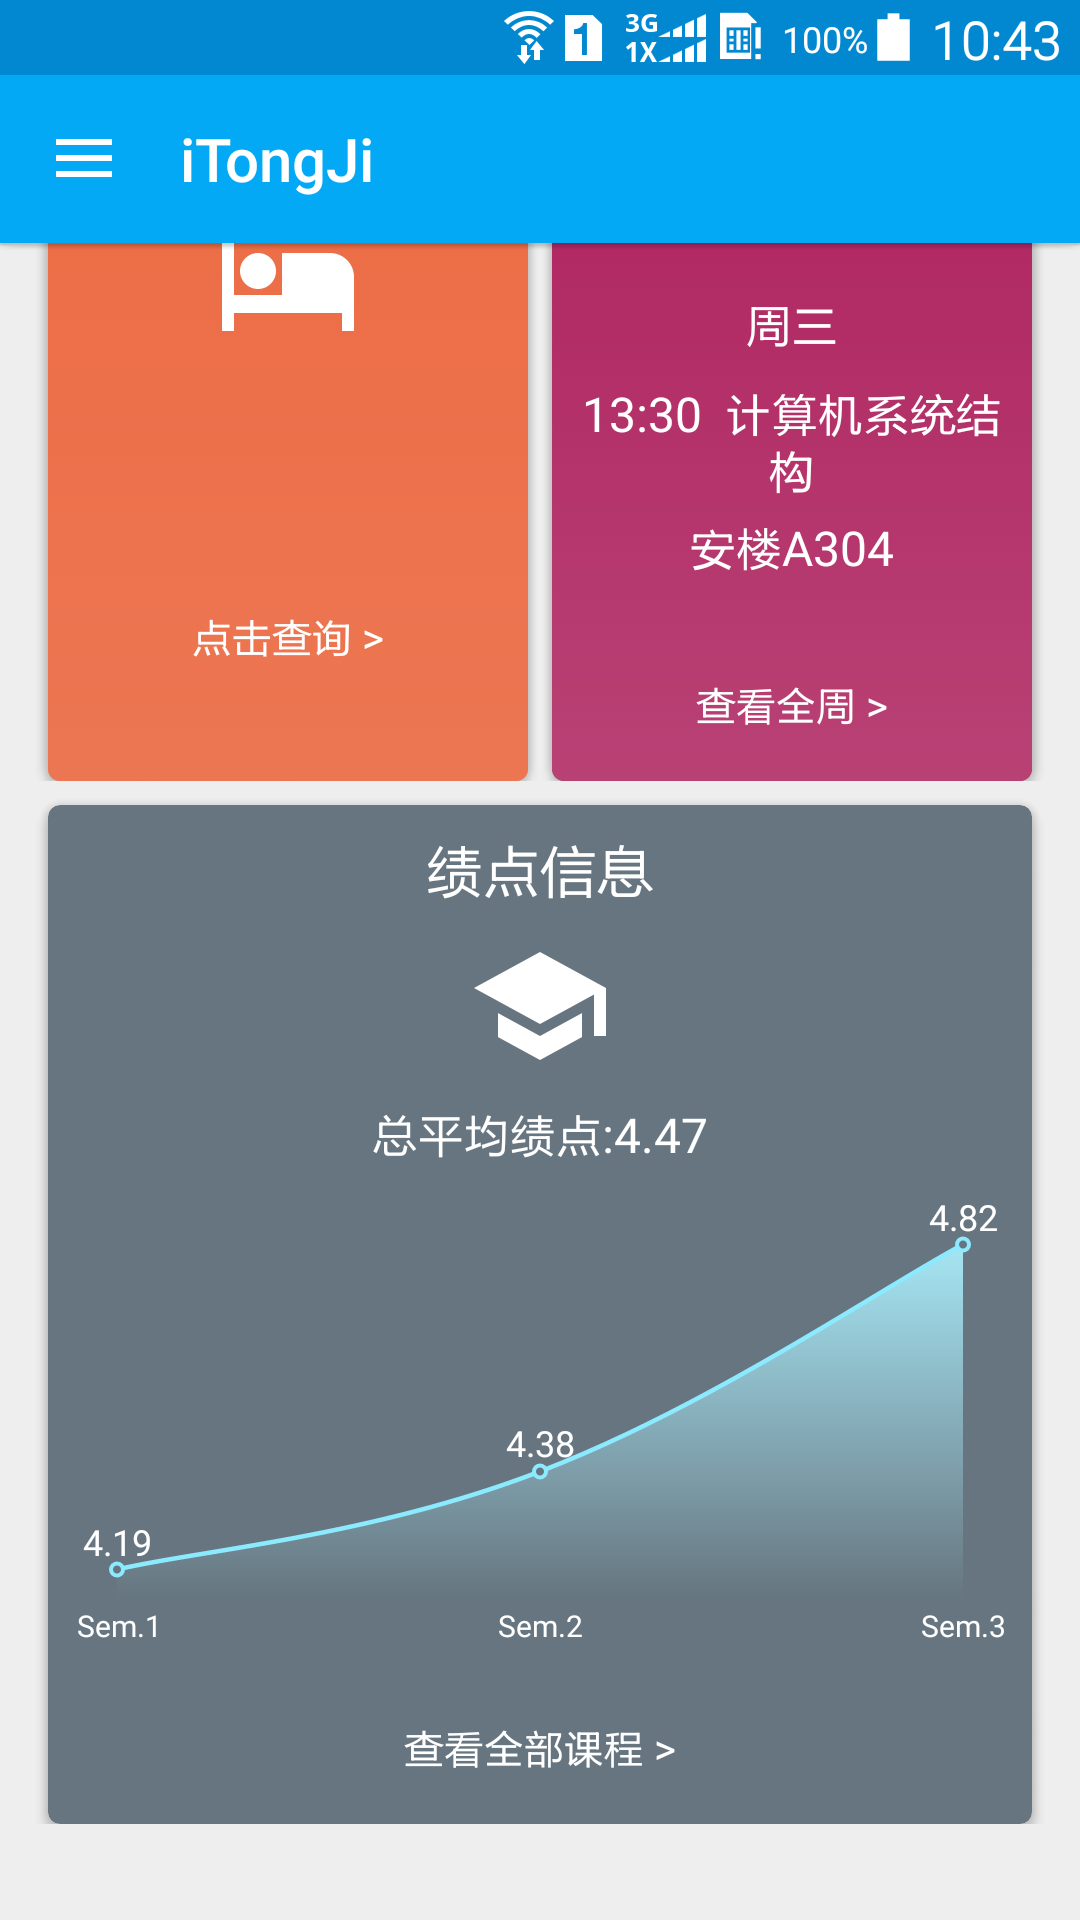 3G
1X
1
100%
10:43
iTongJi
点击查询 >
周三
13:30 计算机系统结
构
安楼A304
查看全周 >
绩点信息
总平均绩点:4.47
4.82
4.38
4.19
Sem.1 Sem.2 Sem.3
查看全部课程 >